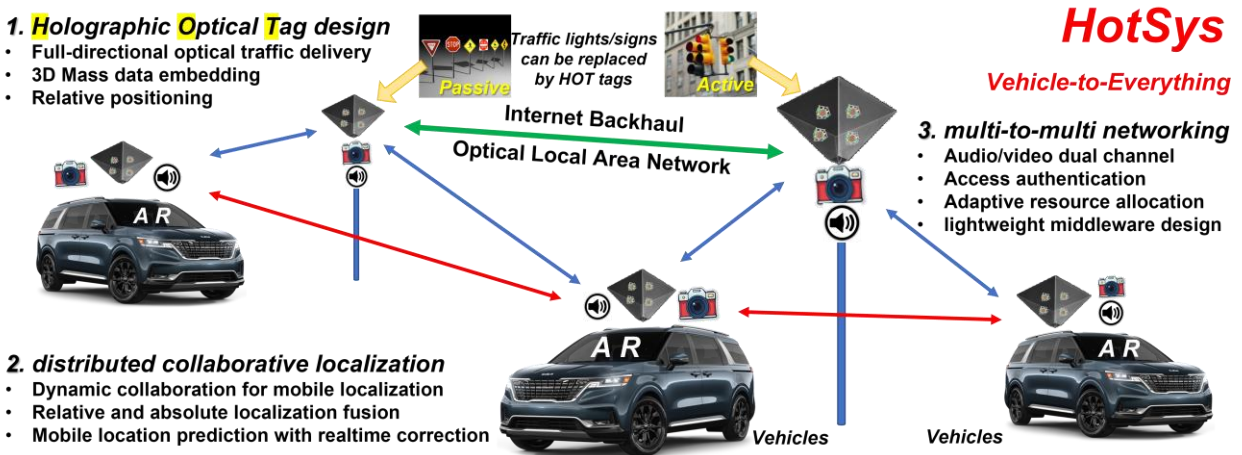 1. Holographic Optical Tag design
• Full-directional optical traffic delivery
• 3D Mass data embedding
• Relative positioning
Passive
Traffic lights/signs
can be replaced
by HOT tags
Active
STOP
HotSys
Vehicle-to-Everything
Internet Backhaul
Optical Local Area Network
3. multi-to-multi networking
• Audio/video dual channel
• Access authentication
• Adaptive resource allocation
• lightweight middleware design
A R
A R
A R
2. distributed collaborative localization
• Dynamic collaboration for mobile localization
• Relative and absolute localization fusion
• Mobile location prediction with realtime correction
Vehicles
Vehicles